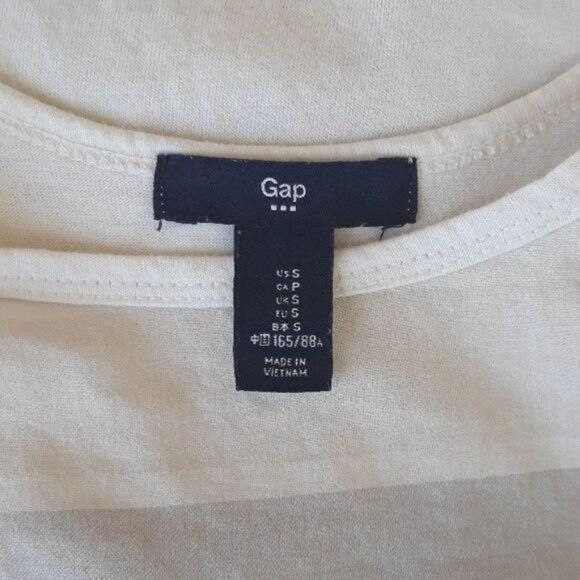 Gap
US S
CA P
UK S
EU S
日本 S
中国 165/88A
MADE IN
VIETNAM